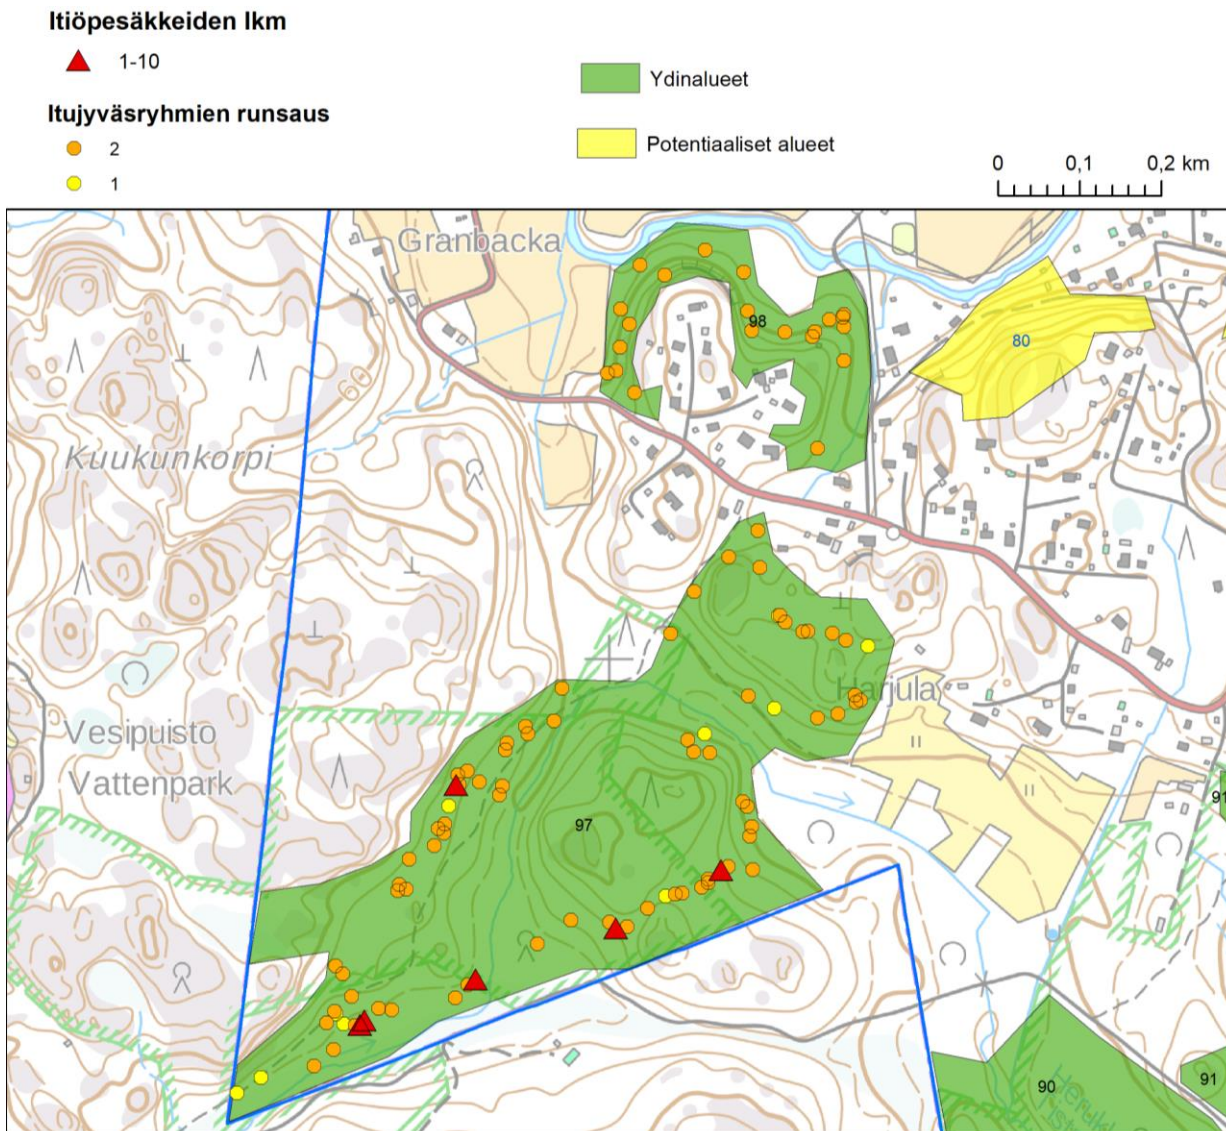 Itiöpesäkkeiden lkm
1-10
Itujyväsryhmien runsaus
2
1
Ydinalueet
Potentiaaliset alueet
0 0,1 0,2 km
Granbacka
98
80
Kuukunkorpi
Harjula
Vesipuisto
Vattenpark
97
91
90
91